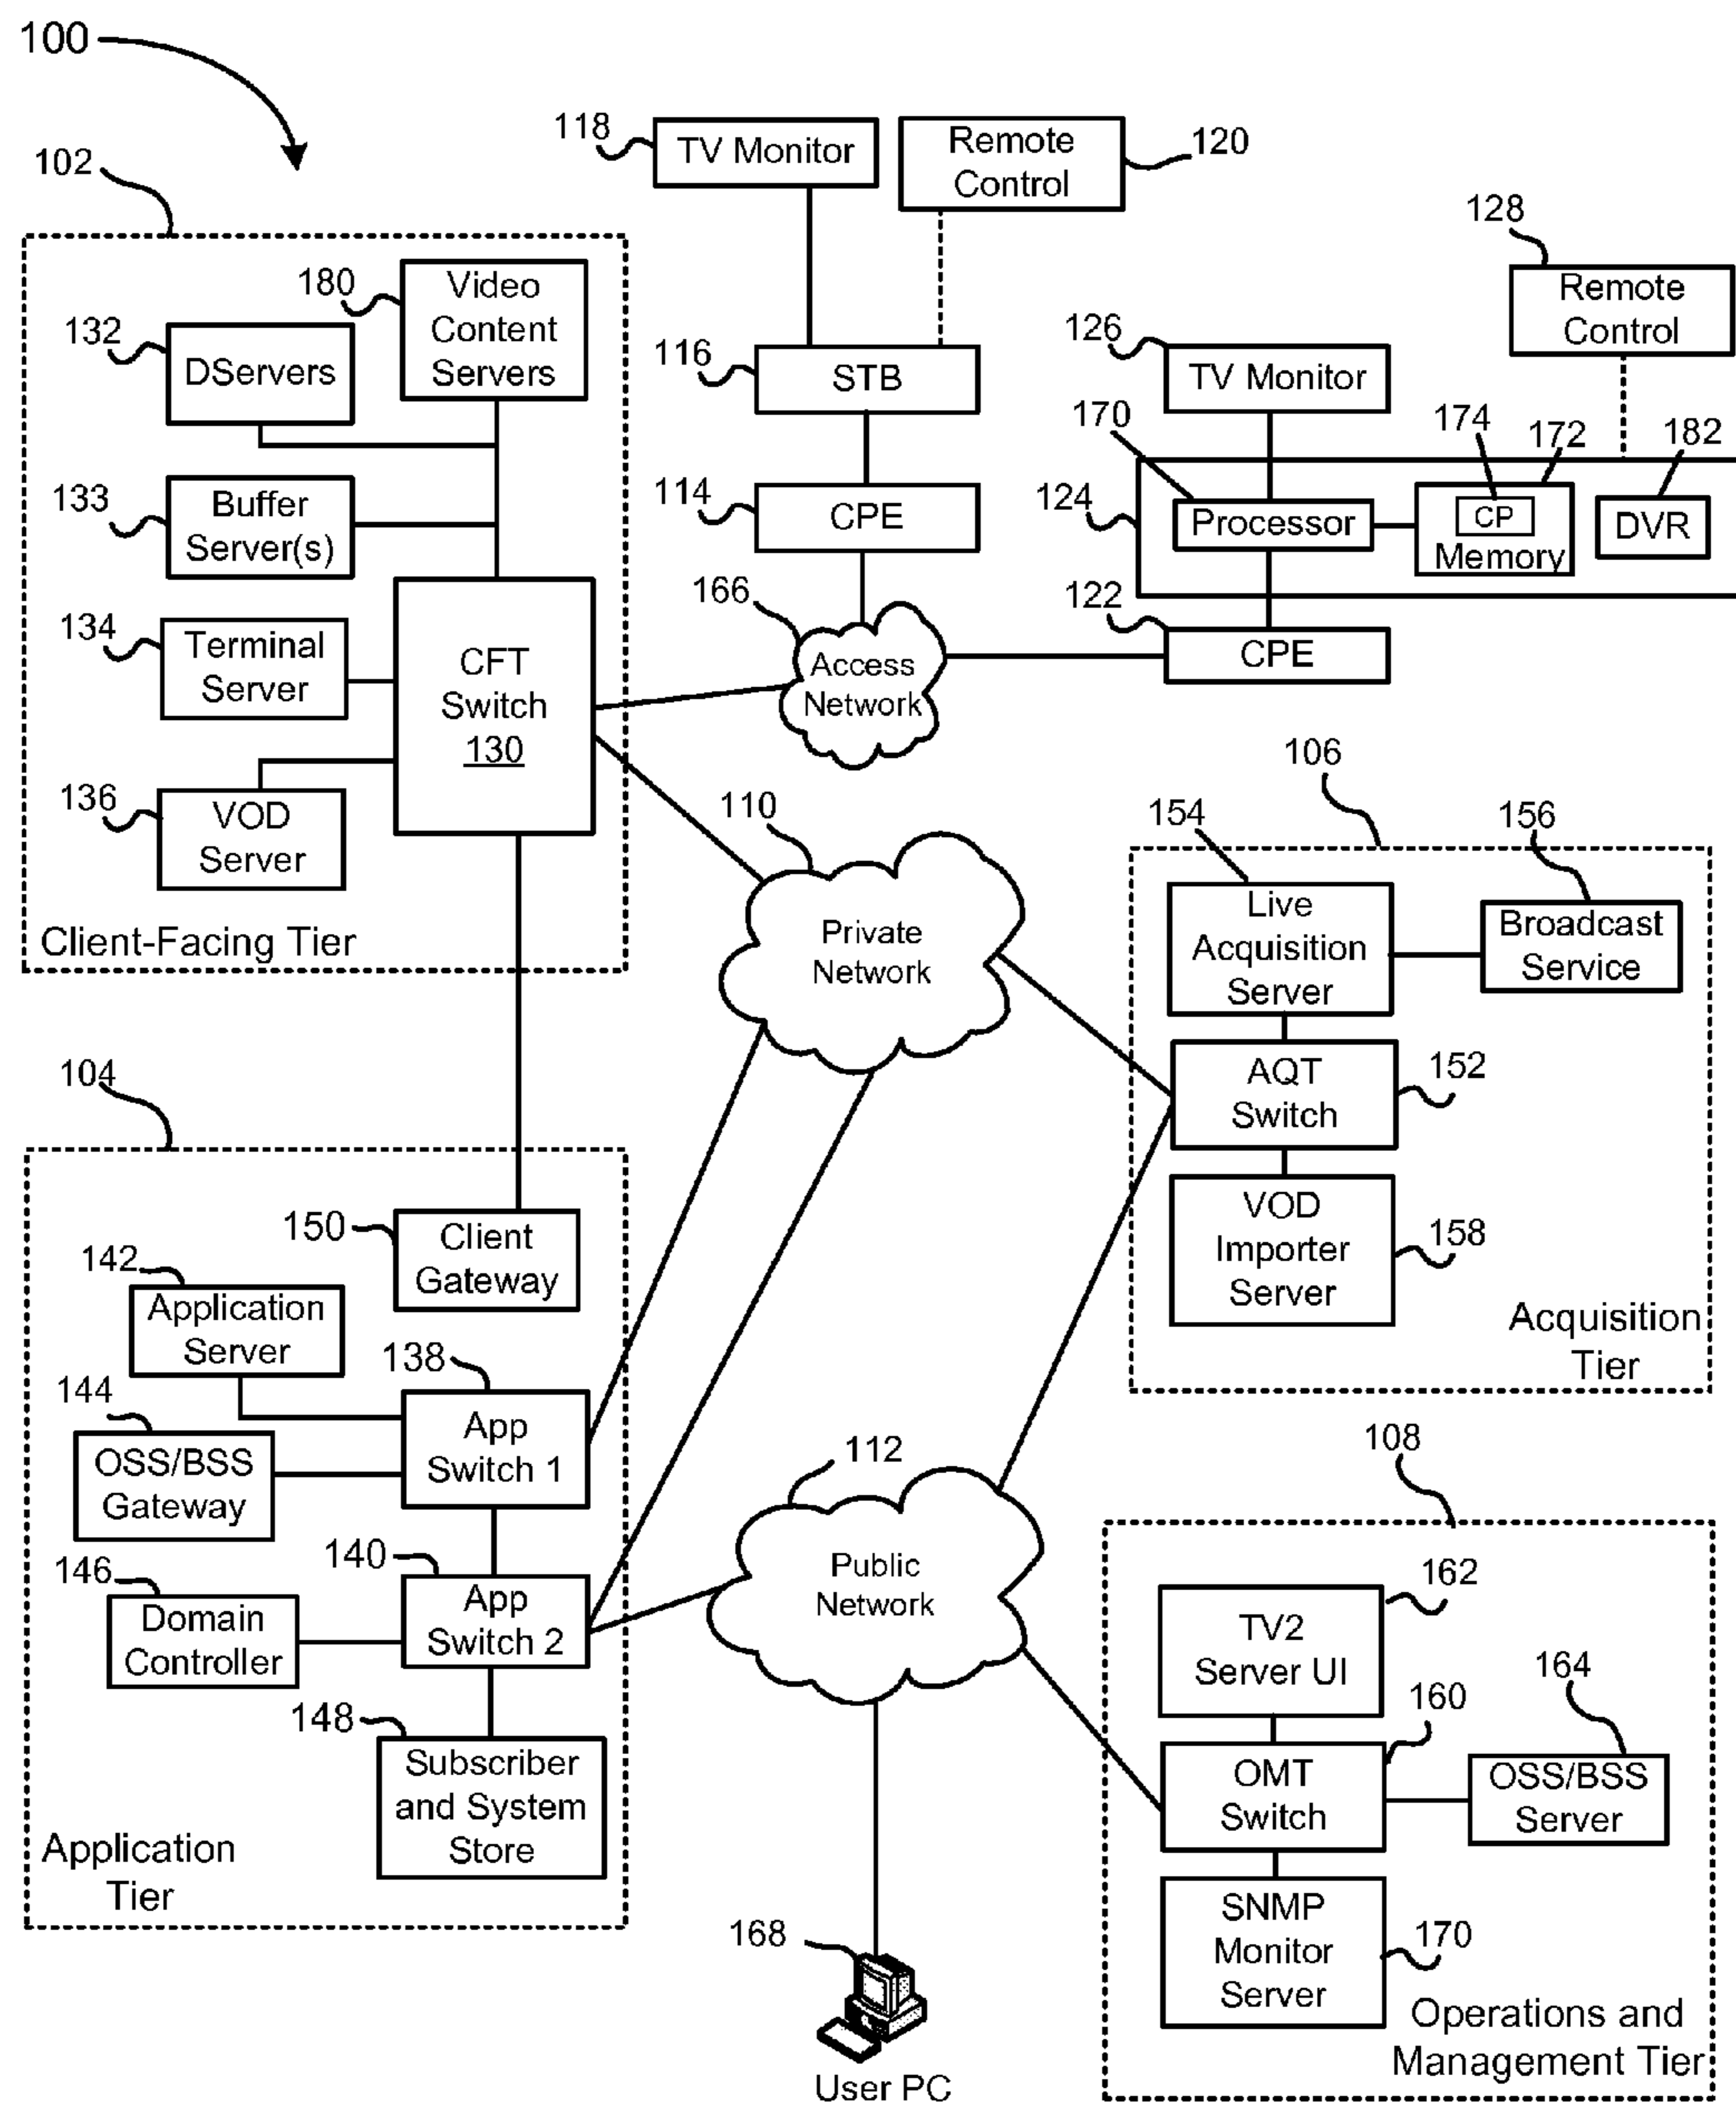 100
102
118
TV Monitor
Remote
Control
120
128
Remote
Control
180
Video
Content
Servers
132
DServers
116
STB
126
TV Monitor
170
174
172
182
133
Buffer
Server(s)
114
CPE
124
Processor
CP
Memory
DVR
134
Terminal
Server
CFT
Switch
130
166
Access
Network
122
CPE
136
VOD
Server
Client-Facing Tier
110
Private
Network
106
154
156
Live
Acquisition
Server
Broadcast
Service
AQT
Switch
152
VOD
Importer
Server
158
Acquisition
Tier
104
150
Client
Gateway
142
Application
Server
138
144
App
Switch 1
OSS/BSS
Gateway
140
146
App
Switch 2
Domain
Controller
148
Subscriber
and System
Store
Application
Tier
112
Public
Network
108
162
TV2
Server UI
160
164
OMT
Switch
OSS/BSS
Server
SNMP
Monitor
Server
170
Operations and
Management Tier
168
User PC